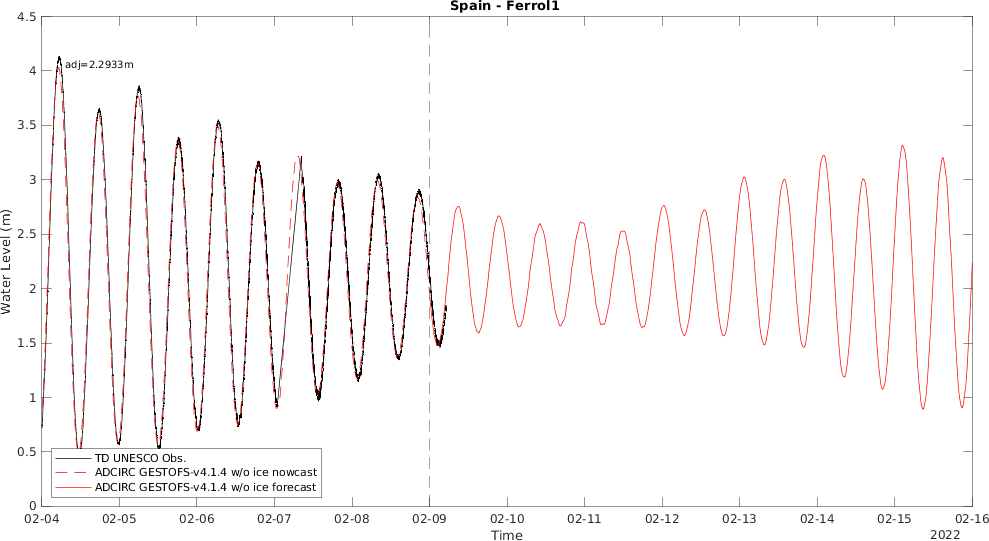 Spain - Ferrol1
4.5
4
3.5
3
2.5
2
1.5
1
0.5
0
Water Level (m)
adj=2.2933m
TD UNESCO Obs.
ADCIRC GESTOFS-v4.1.4 w/o ice nowcast
ADCIRC GESTOFS-v4.1.4 w/o ice forecast
02-04 02-05 02-06 02-07 02-08 02-09 02-10 02-11 02-12 02-13 02-14 02-15 02-16
Time
2022